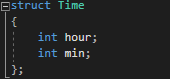 struct Time
{
int hour;
int min;
};